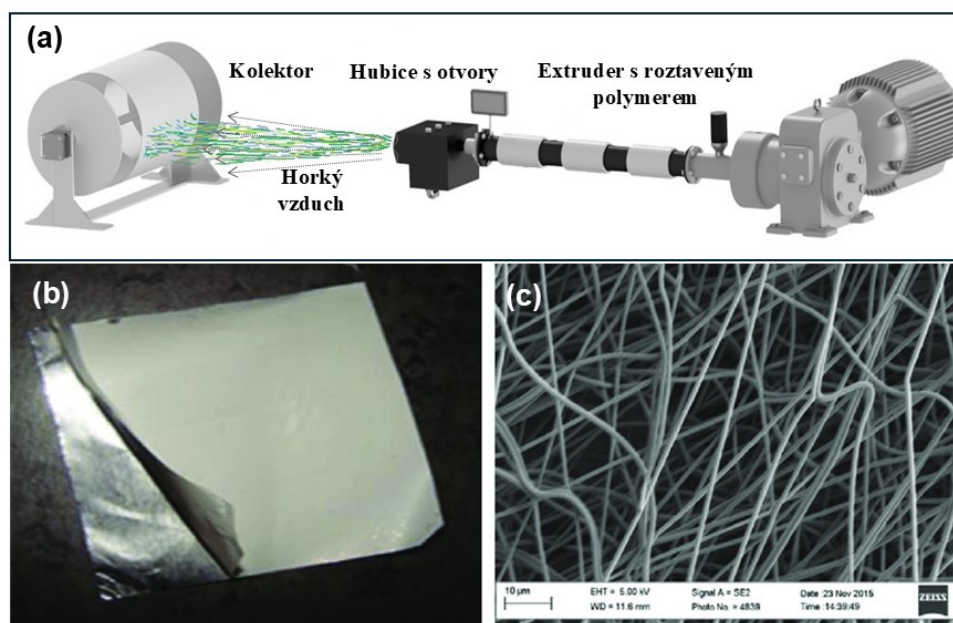 (a)
Kolektor
Hubice s otvory
Extruder s roztaveným
polymerem
Horký
vzduch
(b)
(c)
10 µm
EHT = 5.00 kV
WD = 11.6 mm
Signal A = SE2
Photo No. = 4939
Date :23 Nov 2015
Time :14:39:49
ZEISS